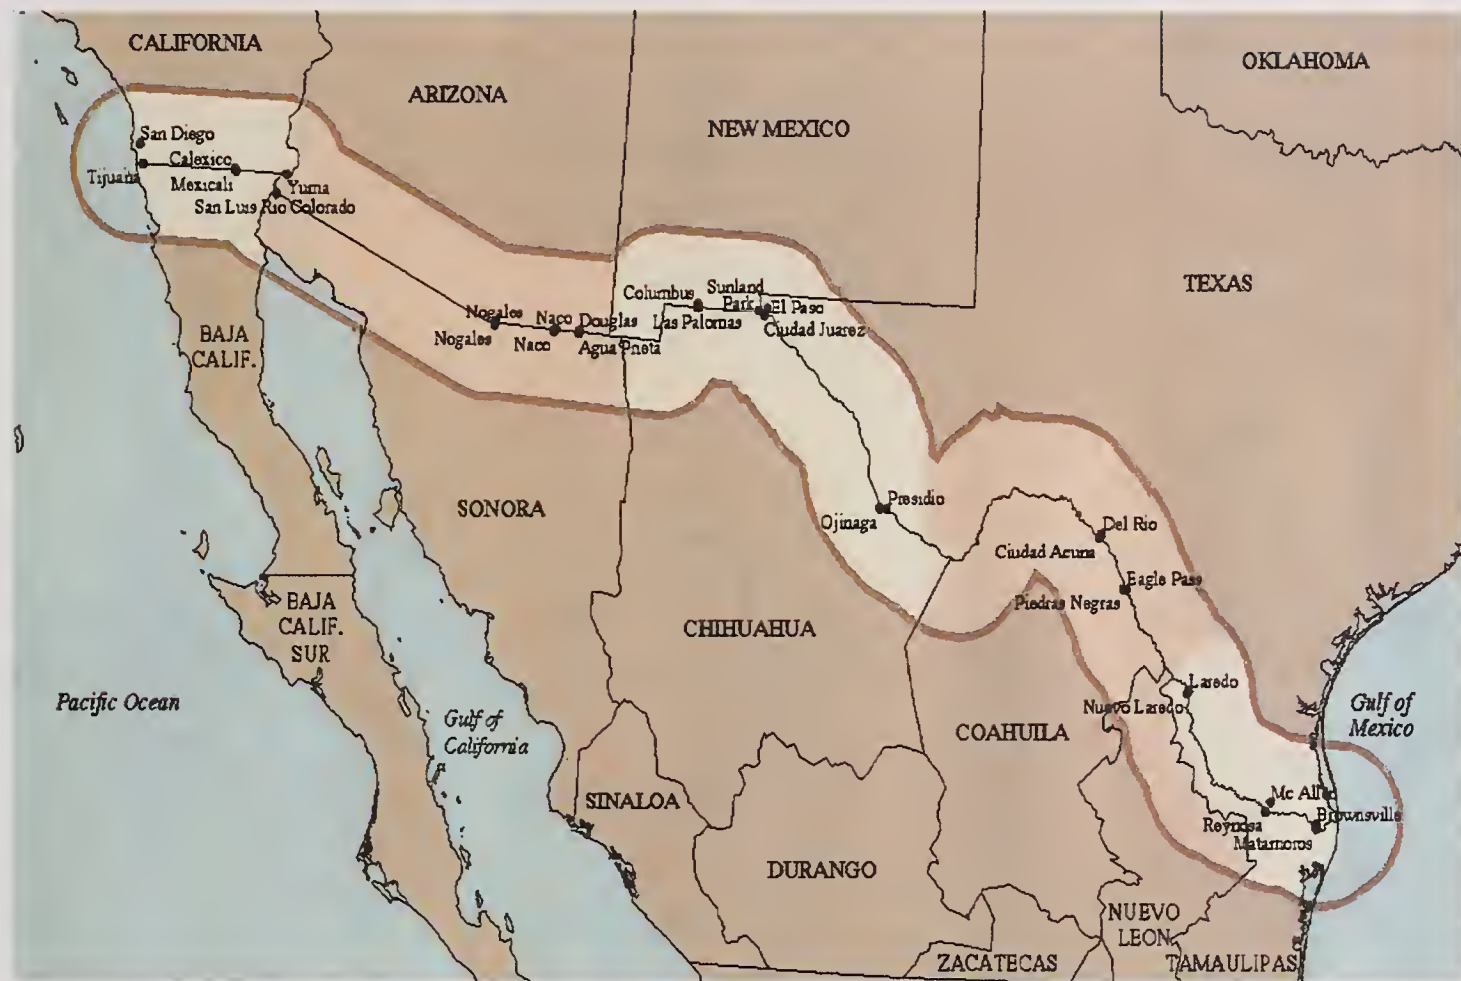 CALIFORNIA
ARIZONA
NEW MEXICO
OKLAHOMA
TEXAS
San Diego
Tijuana
Calexico
Mexicali
Yuma
San Luis Rio Colorado
Nogales
Nogales
Naco
Naco
Douglas
Agua Prieta
Columbus
Las Palomas
Sunland
Park
El Paso
Ciudad Juarez
BAJA
CALIF.
SONORA
Presidio
Ojinaga
Del Rio
Ciudad Acuna
Eagle Pass
Piedras Negras
BAJA
CALIF.
SUR
CHIHUAHUA
Laredo
Nuevo Laredo
Pacific Ocean
Gulf of
California
COAHUILA
Gulf of
Mexico
SINALOA
Mc Allen
Reynosa
Brownsville
Matamoros
DURANGO
NUEVO
LEON
ZACATECAS
TAMAULIPAS